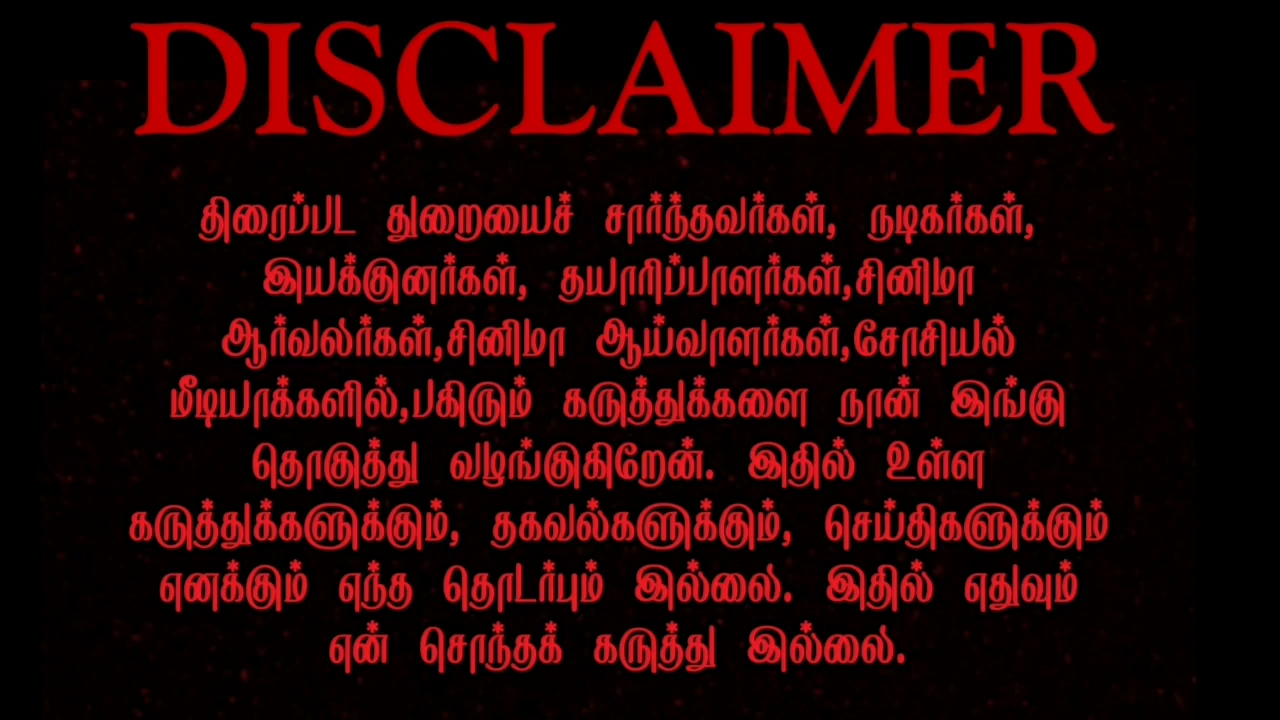 DISCLAIMER
திரைப்பட துறையைச் சார்ந்தவர்கள், நடிகர்கள்,
இயக்குனர்கள், தயாரிப்பாளர்கள்,சினிமா
ஆர்வலர்கள்,சினிமா ஆய்வாளர்கள்,சோசியல்
மீடியாக்களில்,பகிரும் கருத்துக்களை நான் இங்கு
தொகுத்து வழங்குகிறேன். இதில் உள்ள
கருத்துக்களுக்கும், தகவல்களுக்கும், செய்திகளுக்கும்
எனக்கும் எந்த தொடர்பும் இல்லை. இதில் எதுவும்
என் சொந்தக் கருத்து இல்லை.